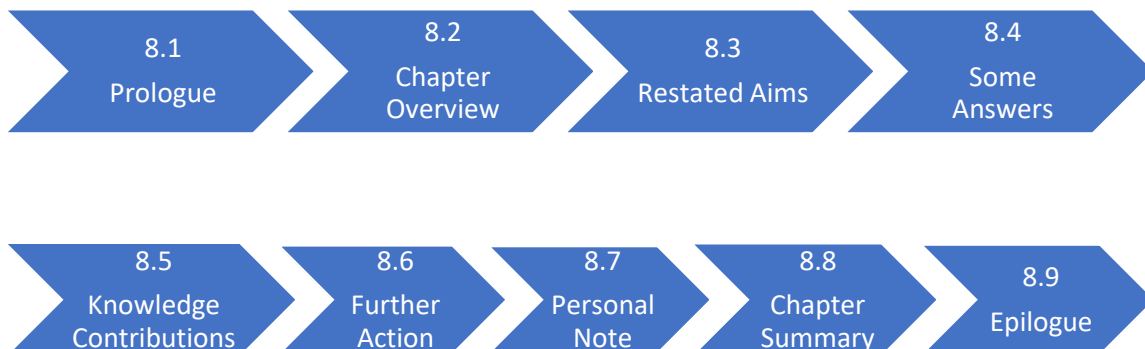 8.1
Prologue
8.2
Chapter
Overview
8.3
Restated Aims
8.4
Some
Answers
8.5
Knowledge
Contributions
8.6
Further
Action
8.7
Personal
Note
8.8
Chapter
Summary
8.9
Epilogue